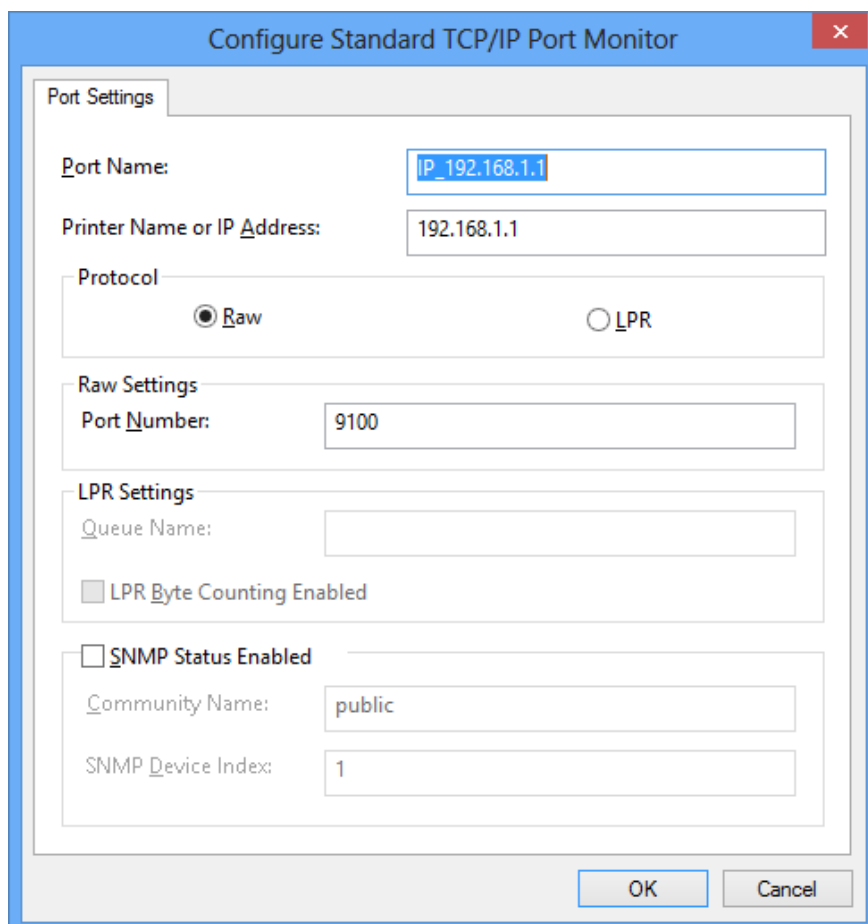 Configure Standard TCP/IP Port Monitor
Port Settings
Port Name:
IP_192.168.1.1
Printer Name or IP Address:
192.168.1.1
Protocol
Raw
LPR
Raw Settings
Port Number:
9100
LPR Settings
Queue Name:
LPR Byte Counting Enabled
SNMP Status Enabled
Community Name:
public
SNMP Device Index:
1
OK
Cancel